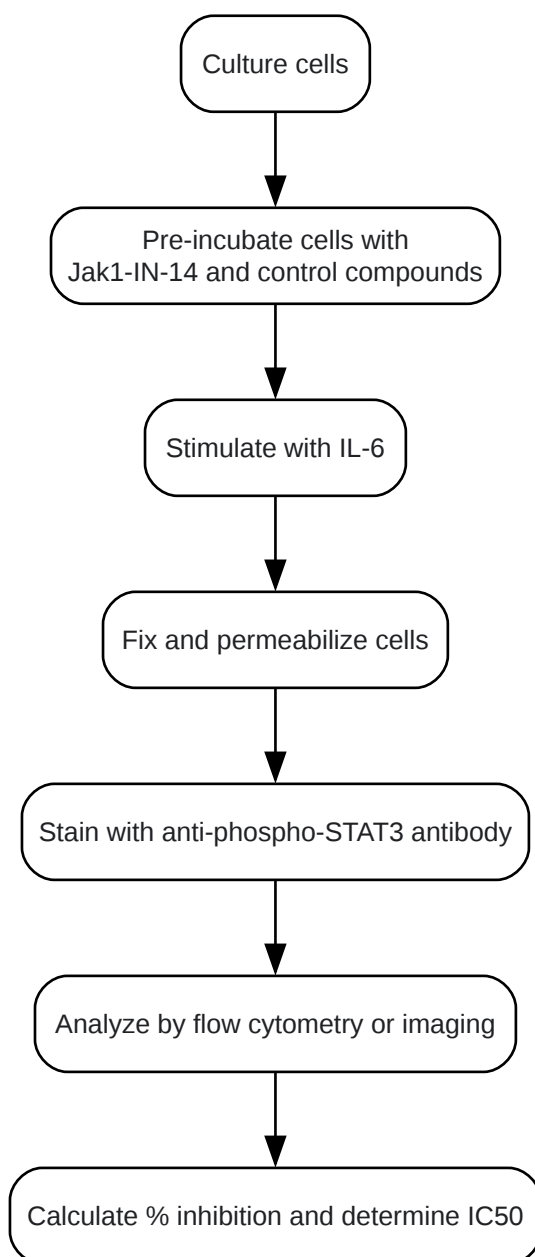 Culture cells
Pre-incubate cells with
Jak1-IN-14 and control compounds
Stimulate with IL-6
Fix and permeabilize cells
Stain with anti-phospho-STAT3 antibody
Analyze by flow cytometry or imaging
Calculate % inhibition and determine IC50